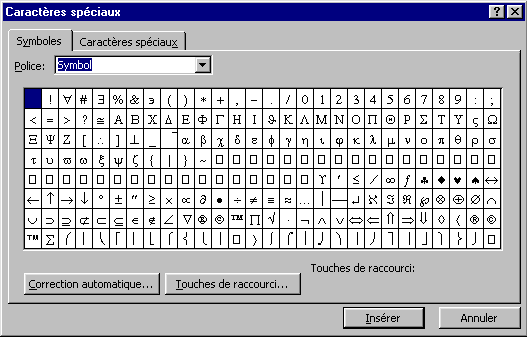 Caractères spéciaux
Symboles Caractères spéciaux
Police: Symbol
! ∀ # ∃ % & ∍ ( ) ∗ + , − . / 0 1 2 3 4 5 6 7 8 9 : ;
< = > ? ≅ Α Β Χ Δ Ε Φ Γ Η Ι ϑ Κ Λ Μ Ν Ο Π Θ Ρ Σ Τ Υ ς Ω
Ξ Ψ Ζ [ ∴ ] ⊥ _ ‾ α β χ δ ε φ γ η ι ϕ κ λ μ ν ο π θ ρ σ
τ υ ϖ ω ξ ψ ζ { | } ~
ϒ ′ ≤ ⁄ ∞ ƒ ♣ ♦ ♥ ♠ ↔
← ↑ → ↓ ° ± ″ ≥ × ∝ ∂ • ÷ ≠ ≡ ≈ … | — ↵ ℵ ℑ ℜ ℘ ⊗ ⊕ ∅ ∩
∪ ⊃ ⊇ ⊄ ⊂ ⊆ ∈ ∉ ∠ ∇ ® © ™ ∏ √ ⋅ ¬ ∧ ∨ ⇔ ⇐ ⇑ ⇒ ⇓ ◊ 〈 ® ©
™ ∑ ⎛ ⎜ ⎝ ⎡ ⎢ ⎣ ⎧ ⎨ ⎩ ⎪ 〉 ∫ ⌠ ⎮ ⌡ ⎞ ⎟ ⎠ ⎤ ⎥ ⎦ ⎫ ⎬ ⎭
Touches de raccourci:
Correction automatique... Touches de raccourci...
Insérer Annuler